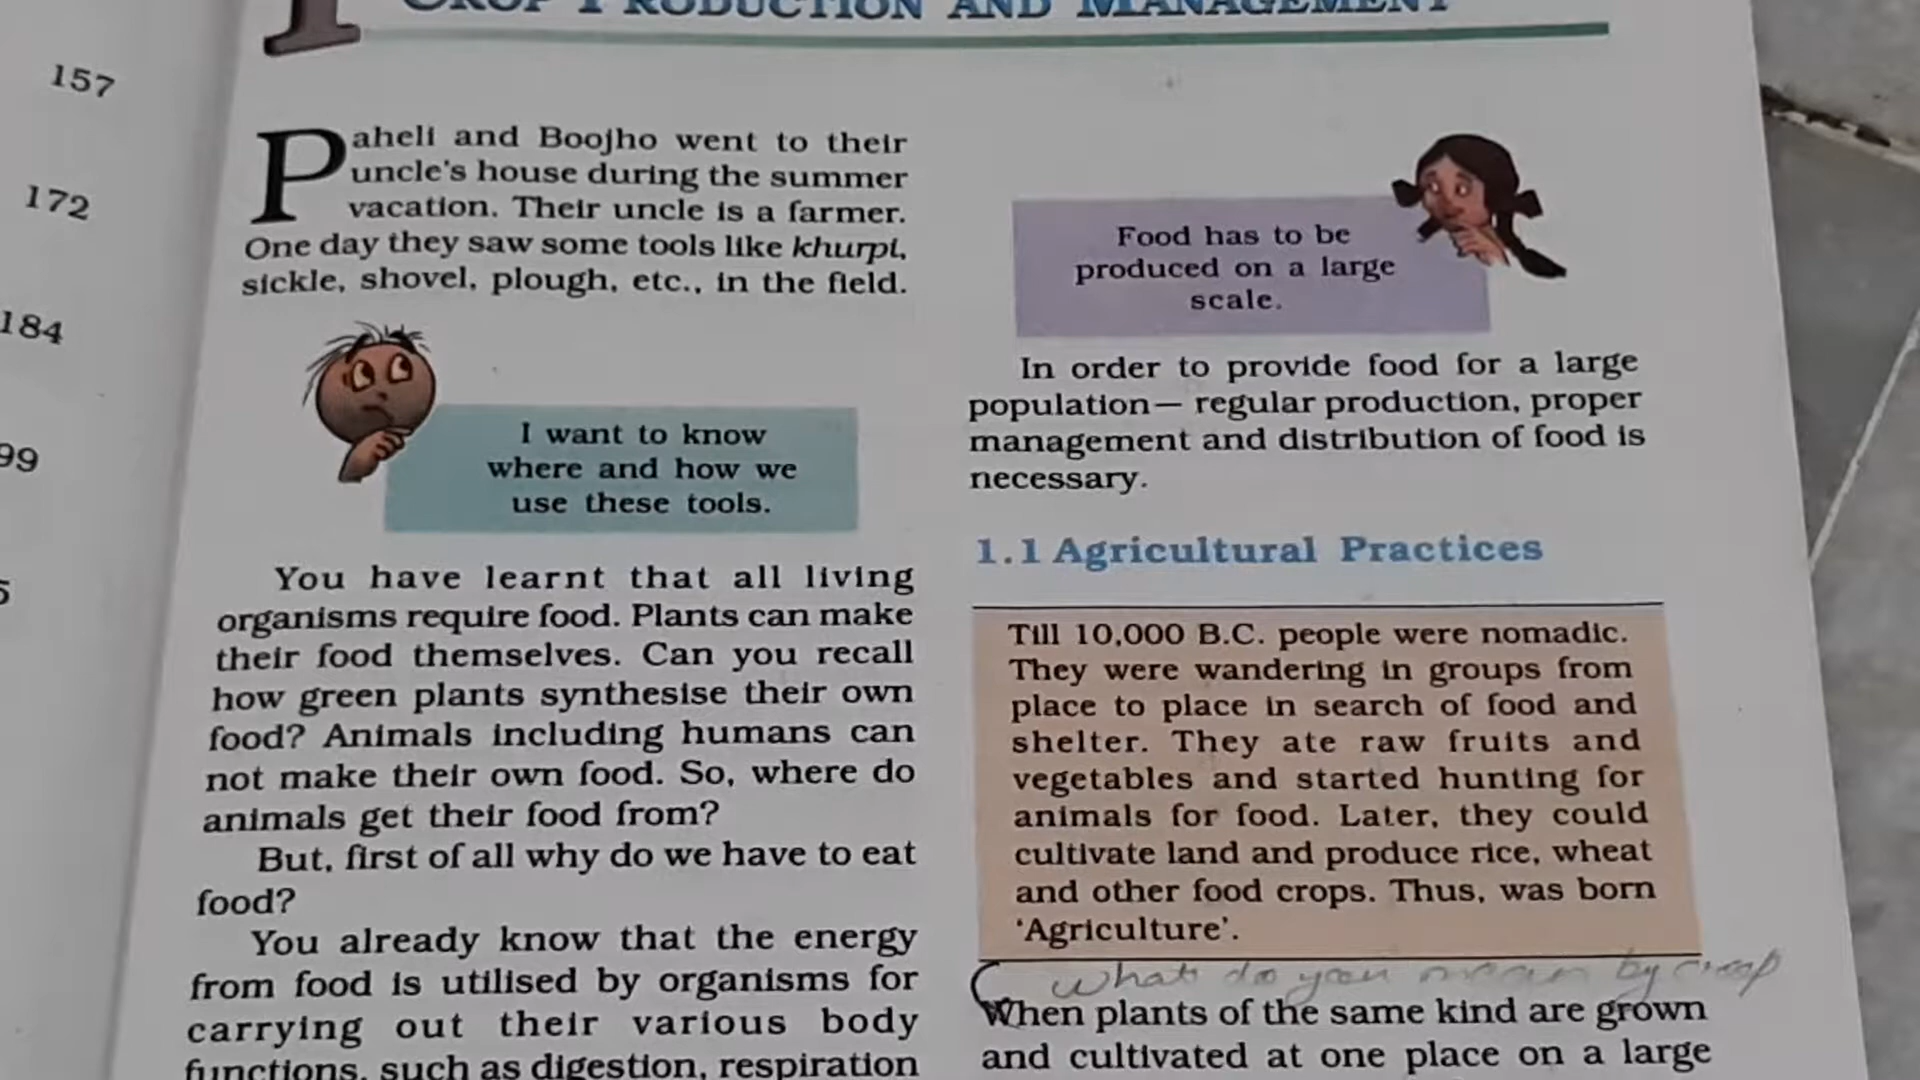 157
172
184
99
5
CROP PRODUCTION AND MANAGEMENT
Paheli and Boojho went to their
uncle's house during the summer
vacation. Their uncle is a farmer.
One day they saw some tools like khurpi,
sickle, shovel, plough, etc., in the field.
I want to know
where and how we
use these tools.
You have learnt that all living
organisms require food. Plants can make
their food themselves. Can you recall
how green plants synthesise their own
food? Animals including humans can
not make their own food. So, where do
animals get their food from?
But, first of all why do we have to eat
food?
You already know that the energy
from food is utilised by organisms for
carrying out their various body
functions, such as digestion, respiration
Food has to be
produced on a large
scale.
In order to provide food for a large
population— regular production, proper
management and distribution of food is
necessary.
1.1 Agricultural Practices
Till 10,000 B.C. people were nomadic.
They were wandering in groups from
place to place in search of food and
shelter. They ate raw fruits and
vegetables and started hunting for
animals for food. Later, they could
cultivate land and produce rice, wheat
and other food crops. Thus, was born
‘Agriculture’.
what do you mean by crop
When plants of the same kind are grown
and cultivated at one place on a large